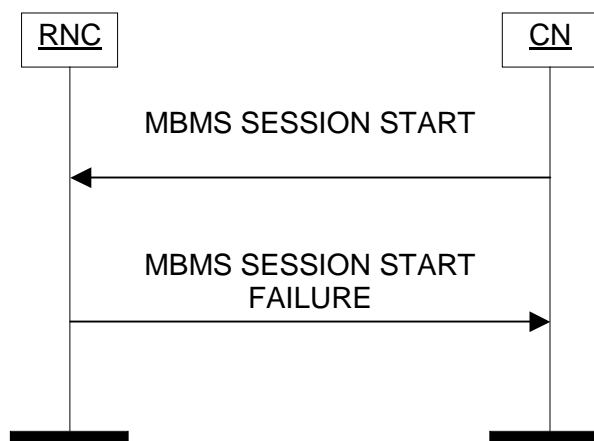 RNC
CN
MBMS SESSION START
MBMS SESSION START
FAILURE